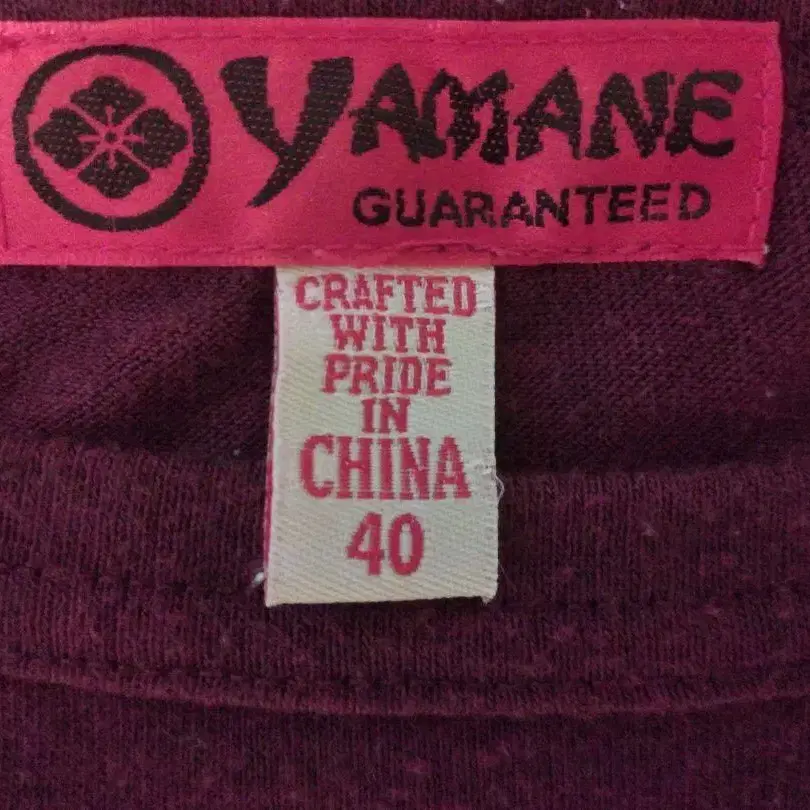 YAMANE
GUARANTEED
CRAFTED
WITH
PRIDE
IN
CHINA
40